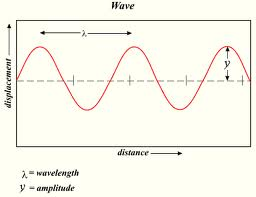 Wave
λ
y
displacement
distance
λ = wavelength
y = amplitude